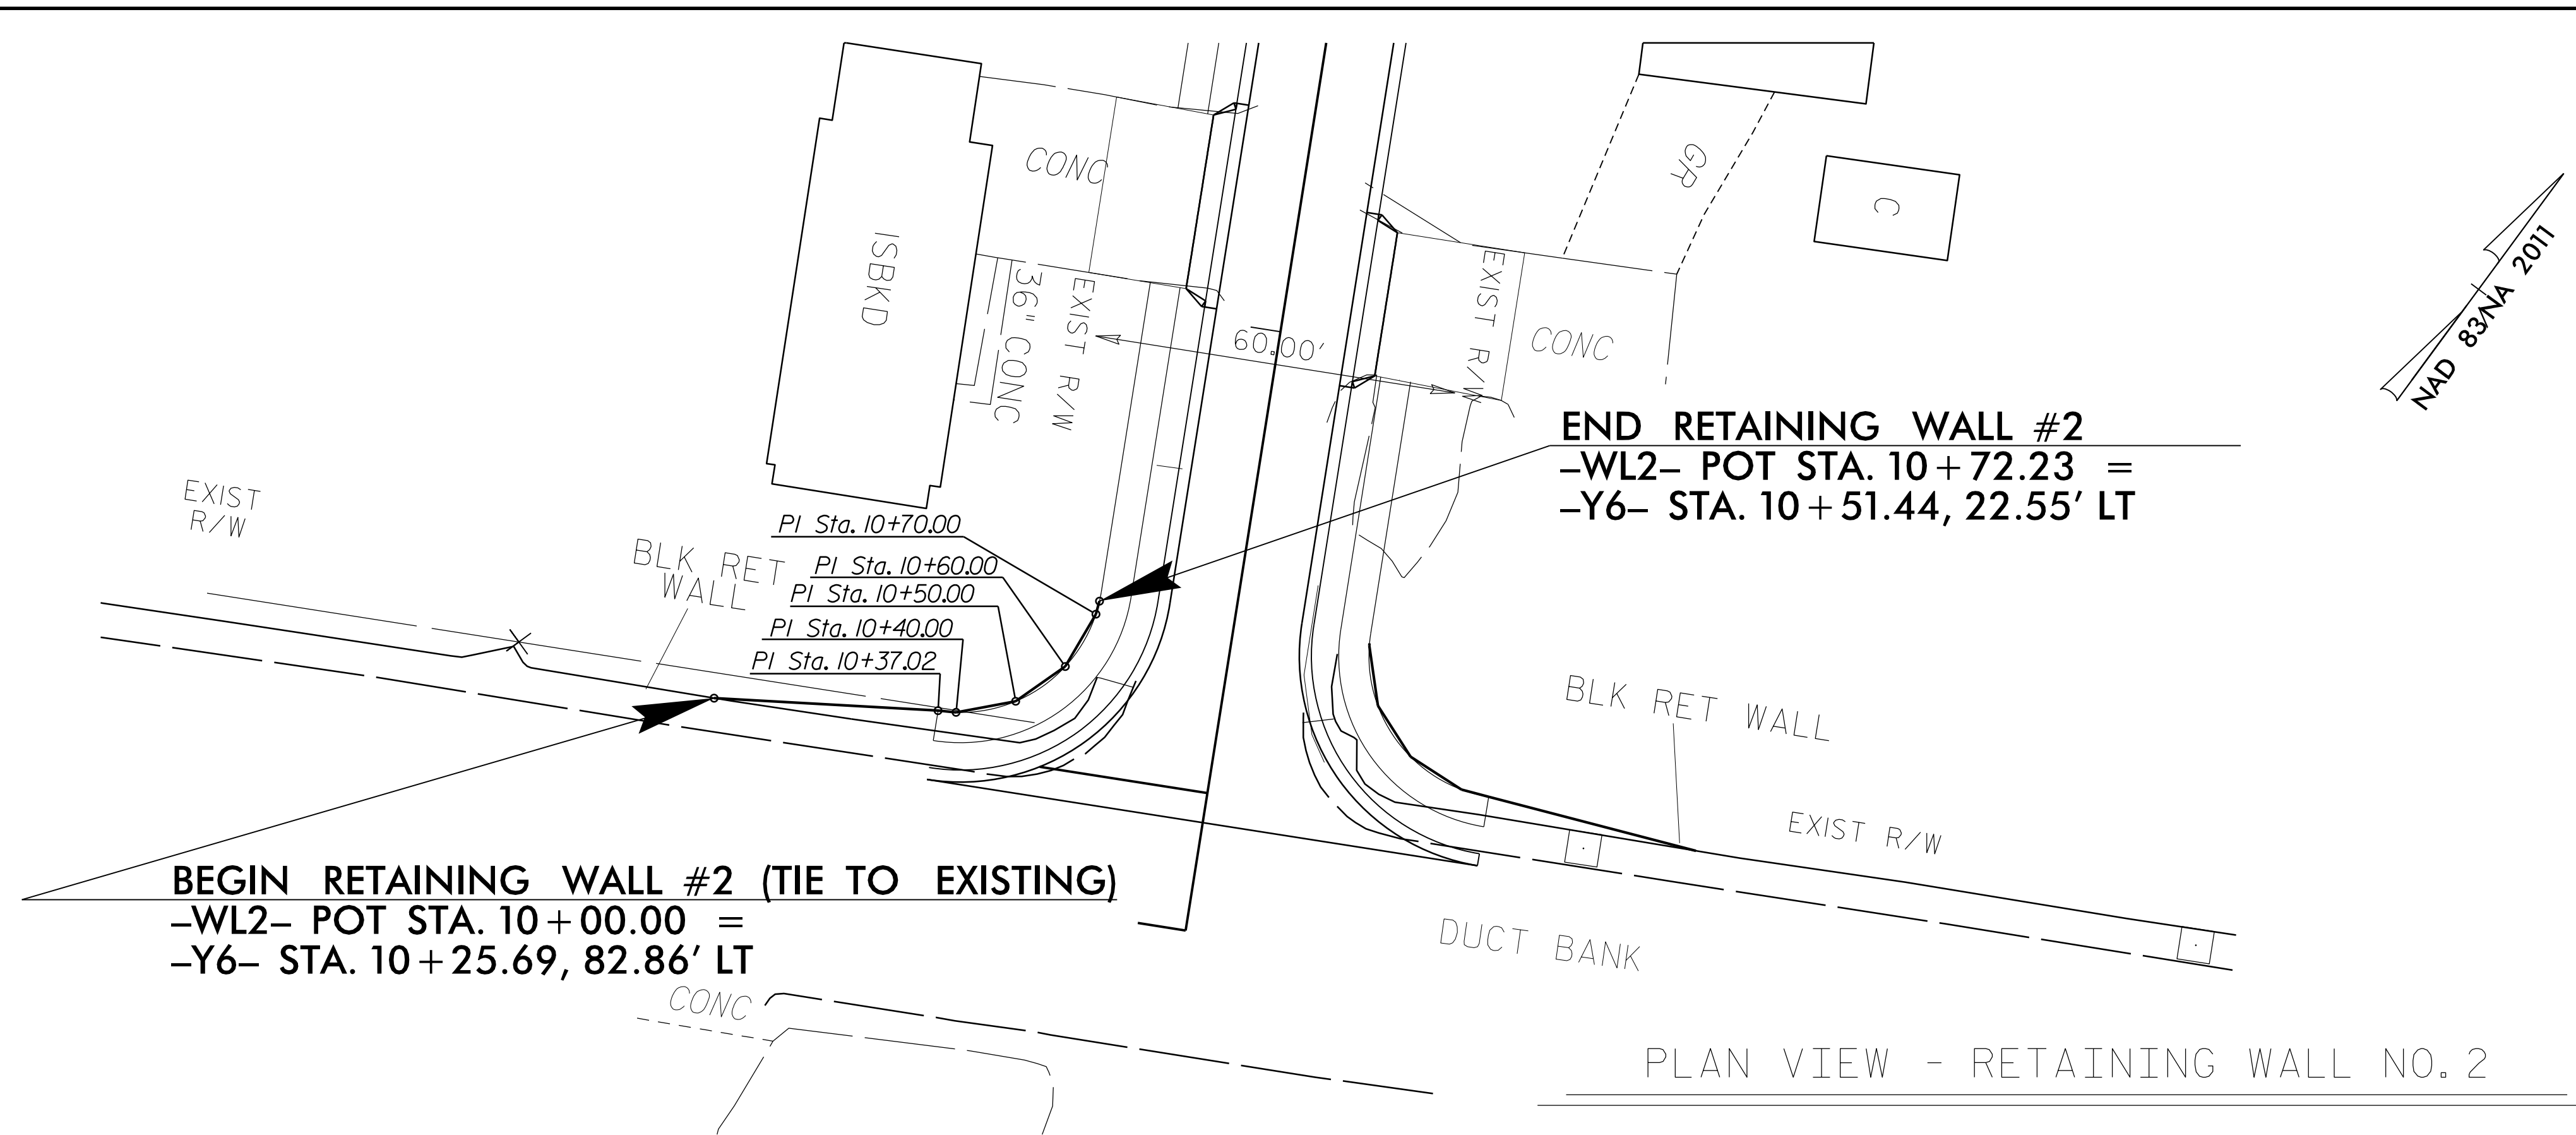 CONC
GR
C
ISBKD
36" CONC
EXIST R/W
60.00'
EXIST R/W
CONC
NAD 83/NA 2011
END RETAINING WALL #2
–WL2– POT STA. 10+72.23 =
–Y6– STA. 10+51.44, 22.55' LT
EXIST
R/W
BLK RET
WALL
PI Sta. 10+70.00
PI Sta. 10+60.00
PI Sta. 10+50.00
PI Sta. 10+40.00
PI Sta. 10+37.02
BLK RET WALL
EXIST R/W
BEGIN RETAINING WALL #2 (TIE TO EXISTING)
–WL2– POT STA. 10+00.00 =
–Y6– STA. 10+25.69, 82.86' LT
DUCT BANK
CONC
PLAN VIEW - RETAINING WALL NO. 2